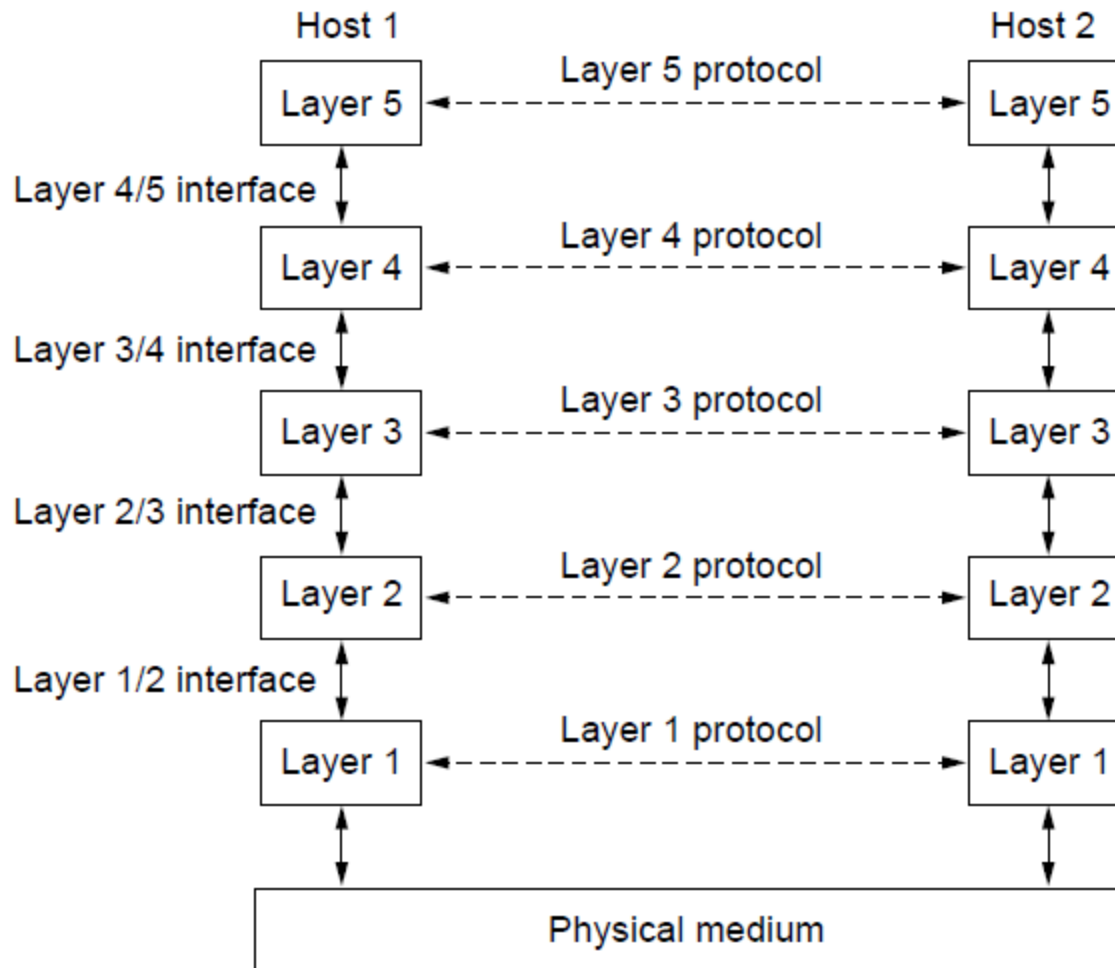 Host 1
Host 2
Layer 5 protocol
Layer 5
Layer 5
Layer 4/5 interface
Layer 4 protocol
Layer 4
Layer 4
Layer 3/4 interface
Layer 3 protocol
Layer 3
Layer 3
Layer 2/3 interface
Layer 2 protocol
Layer 2
Layer 2
Layer 1/2 interface
Layer 1 protocol
Layer 1
Layer 1
Physical medium